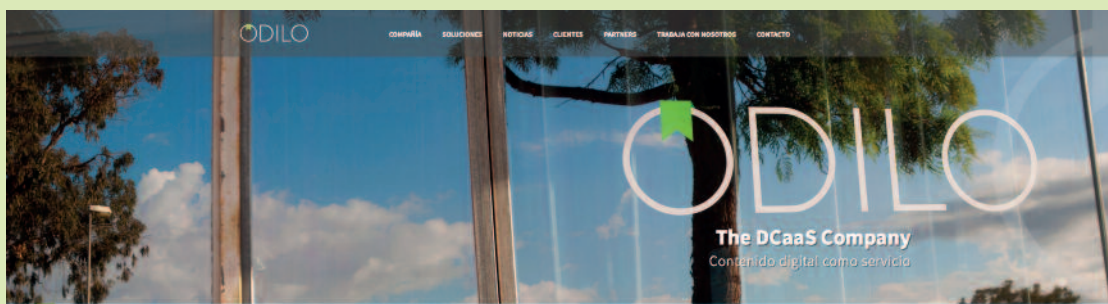 ODILO
COMPAÑÍA SOLUCIONES NOTICIAS CLIENTES PARTNERS TRABAJA CON NOSOTROS CONTACTO
ODILO
The DCaaS Company
Contenido digital como servicio